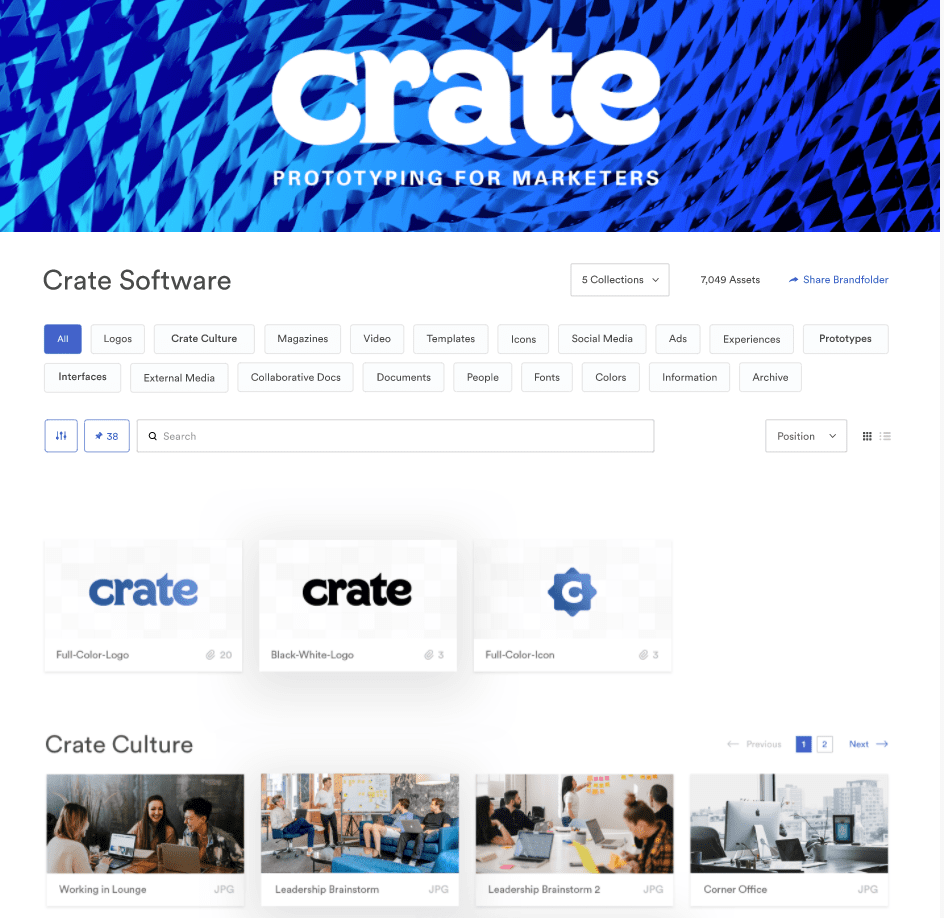 crate
PROTOTYPING FOR MARKETERS
Crate Software
5 Collections
7,049 Assets
Share Brandfolder
All Logos Crate Culture Magazines Video Templates Icons Social Media Ads Experiences Prototypes
Interfaces External Media Collaborative Docs Documents People Fonts Colors Information Archive
38
Search
Position
crate
Full-Color-Logo 20
crate
Black-White-Logo 3
C
Full-Color-Icon 3
Crate Culture
Previous 1 2 Next
Working in Lounge JPG
Leadership Brainstorm JPG
Leadership Brainstorm 2 JPG
Corner Office JPG